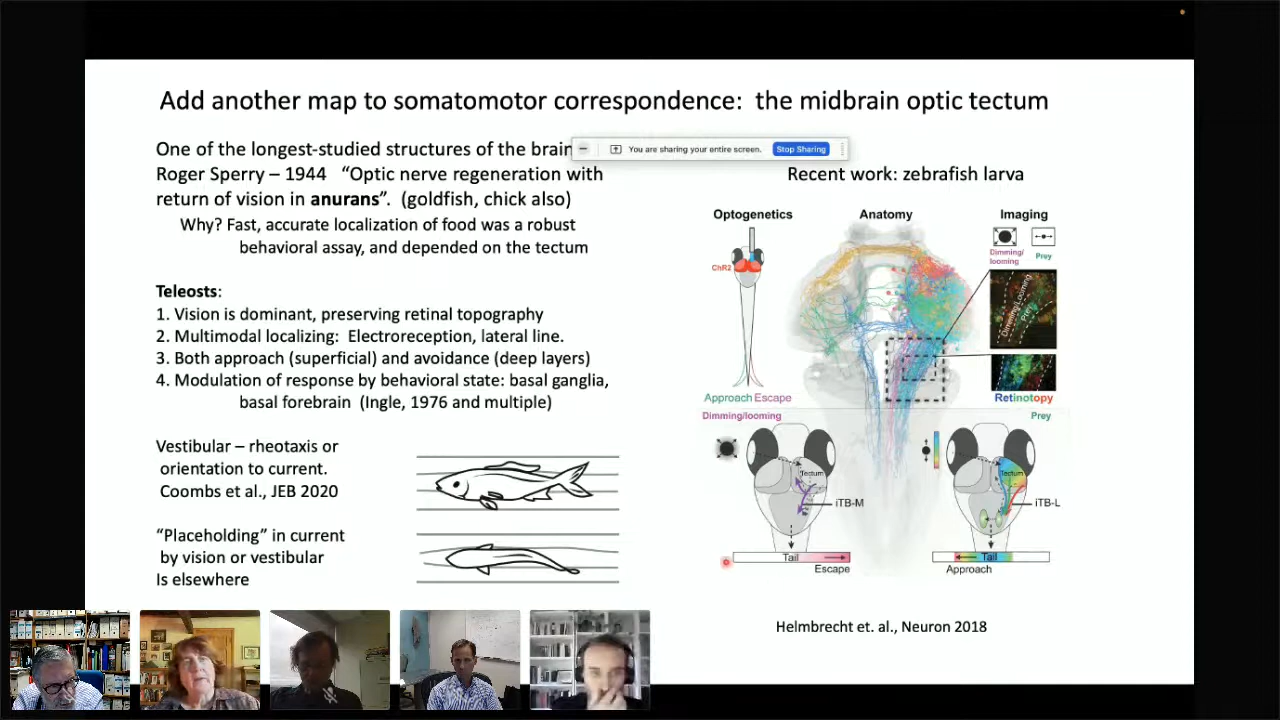 Add another map to somatomotor correspondence: the midbrain optic tectum
One of the longest-studied structures of the brain
You are sharing your entire screen.
Stop Sharing
Roger Sperry – 1944 “Optic nerve regeneration with
return of vision in anurans”. (goldfish, chick also)
Why? Fast, accurate localization of food was a robust
behavioral assay, and depended on the tectum
Teleosts:
1. Vision is dominant, preserving retinal topography
2. Multimodal localizing: Electroreception, lateral line.
3. Both approach (superficial) and avoidance (deep layers)
4. Modulation of response by behavioral state: basal ganglia,
basal forebrain (Ingle, 1976 and multiple)
Vestibular – rheotaxis or
orientation to current.
Coombs et al., JEB 2020
“Placeholding” in current
by vision or vestibular
Is elsewhere
Recent work: zebrafish larva
Optogenetics
Anatomy
Imaging
ChR2
Dimming/
looming
Prey
Dimming/Looming
Prey
Approach Escape
Retinotopy
Dimming/looming
Prey
Tectum
Tectum
iTB-M
iTB-L
Tail
Tail
Escape
Approach
Helmbrecht et. al., Neuron 2018